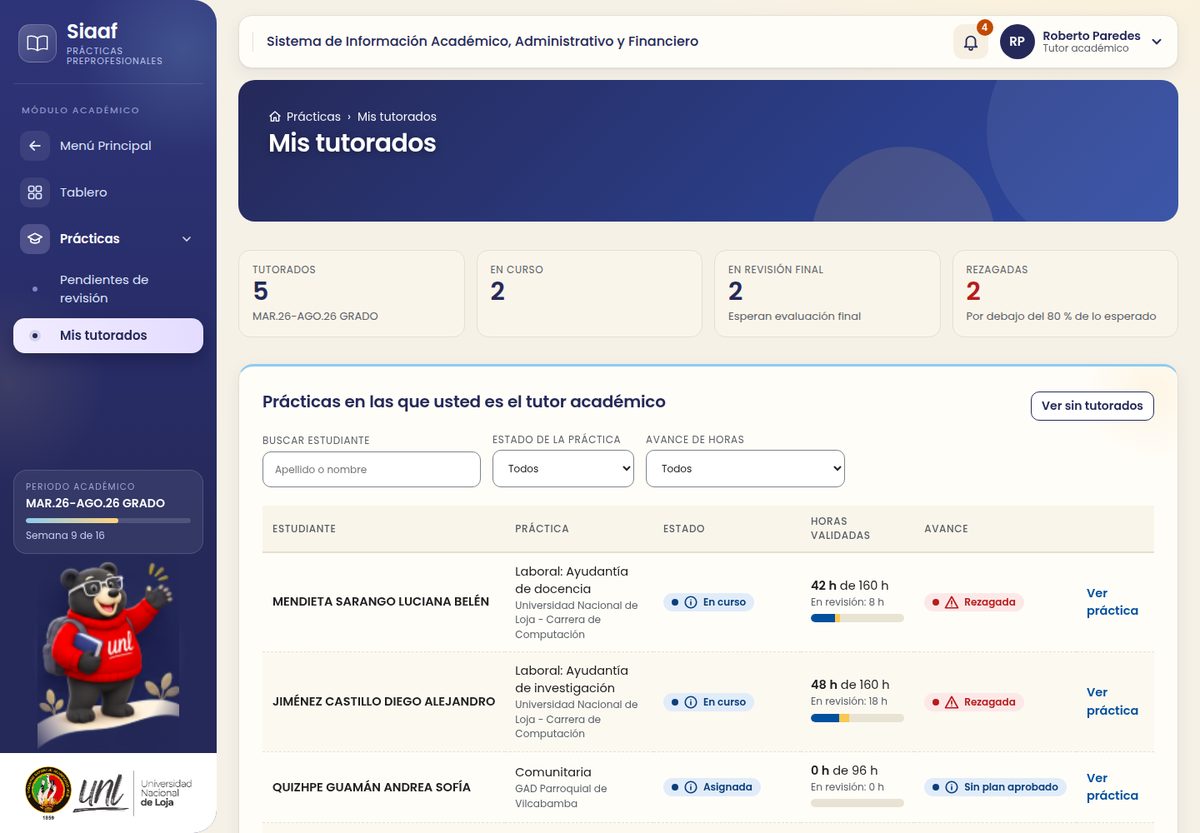 Siaaf
PRÁCTICAS
PREPROFESIONALES
MÓDULO ACADÉMICO
Menú Principal
Tablero
Prácticas
Pendientes de
revisión
Mis tutorados
PERIODO ACADÉMICO
MAR.26-AGO.26 GRADO
Semana 9 de 16
unl
1859
unl
Universidad
Nacional
de Loja
Sistema de Información Académico, Administrativo y Financiero
4
RP
Roberto Paredes
Tutor académico
Prácticas › Mis tutorados
Mis tutorados
TUTORADOS
5
MAR.26-AGO.26 GRADO
EN CURSO
2
EN REVISIÓN FINAL
2
Esperan evaluación final
REZAGADAS
2
Por debajo del 80 % de lo esperado
Prácticas en las que usted es el tutor académico
Ver sin tutorados
BUSCAR ESTUDIANTE
Apellido o nombre
ESTADO DE LA PRÁCTICA
Todos
AVANCE DE HORAS
Todos
ESTUDIANTE
PRÁCTICA
ESTADO
HORAS
VALIDADAS
AVANCE
MENDIETA SARANGO LUCIANA BELÉN
Laboral: Ayudantía
de docencia
Universidad Nacional de
Loja - Carrera de
Computación
En curso
42 h de 160 h
En revisión: 8 h
Rezagada
Ver
práctica
JIMÉNEZ CASTILLO DIEGO ALEJANDRO
Laboral: Ayudantía
de investigación
Universidad Nacional de
Loja - Carrera de
Computación
En curso
48 h de 160 h
En revisión: 18 h
Rezagada
Ver
práctica
QUIZHPE GUAMÁN ANDREA SOFÍA
Comunitaria
GAD Parroquial de
Vilcabamba
Asignada
0 h de 96 h
En revisión: 0 h
Sin plan aprobado
Ver
práctica